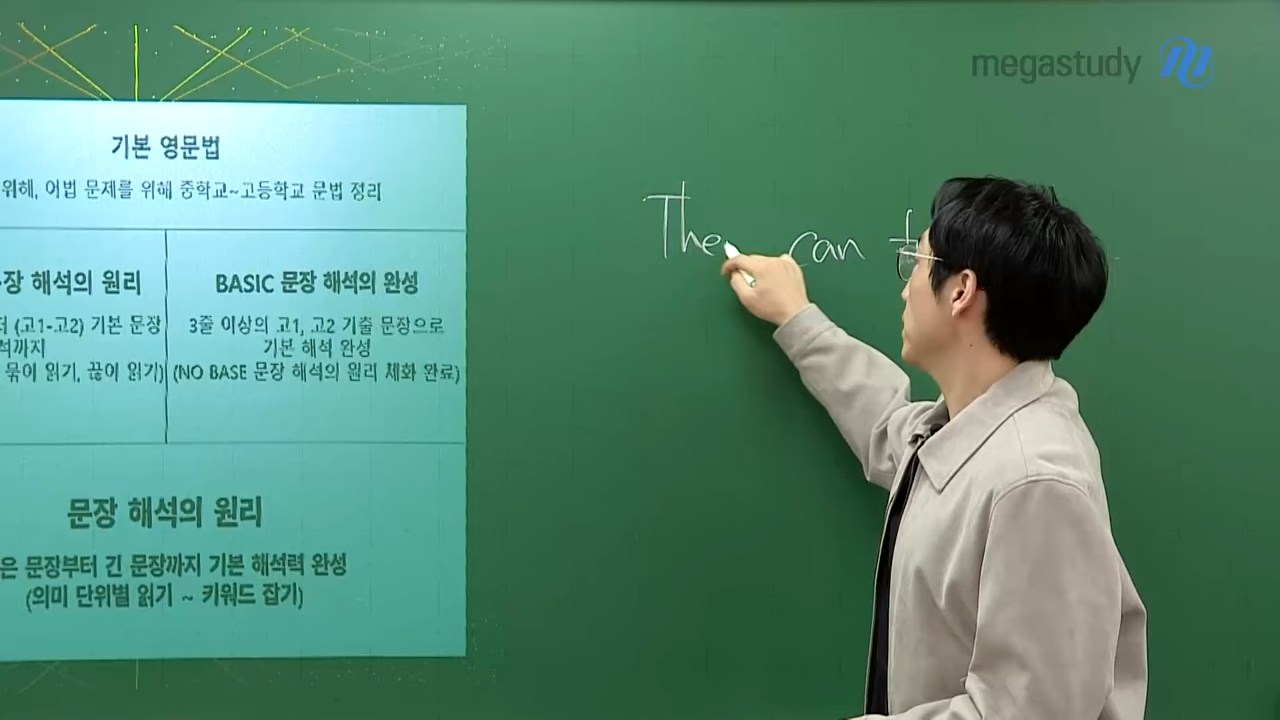 megastudy
기본 영문법
위해, 어법 문제를 위해 중학교~고등학교 문법 정리
해석의 원리
(고1-고2) 기본 문장
묶어 읽기, 끊어 읽기)
BASIC 문장 해석의 완성
3줄 이상의 고1, 고2 기출 문장으로
기본 해석 완성
(NO BASE 문장 해석의 원리 체화 완료)
문장 해석의 원리
은 문장부터 긴 문장까지 기본 해석력 완성
(의미 단위별 읽기 ~ 키워드 잡기)
The can